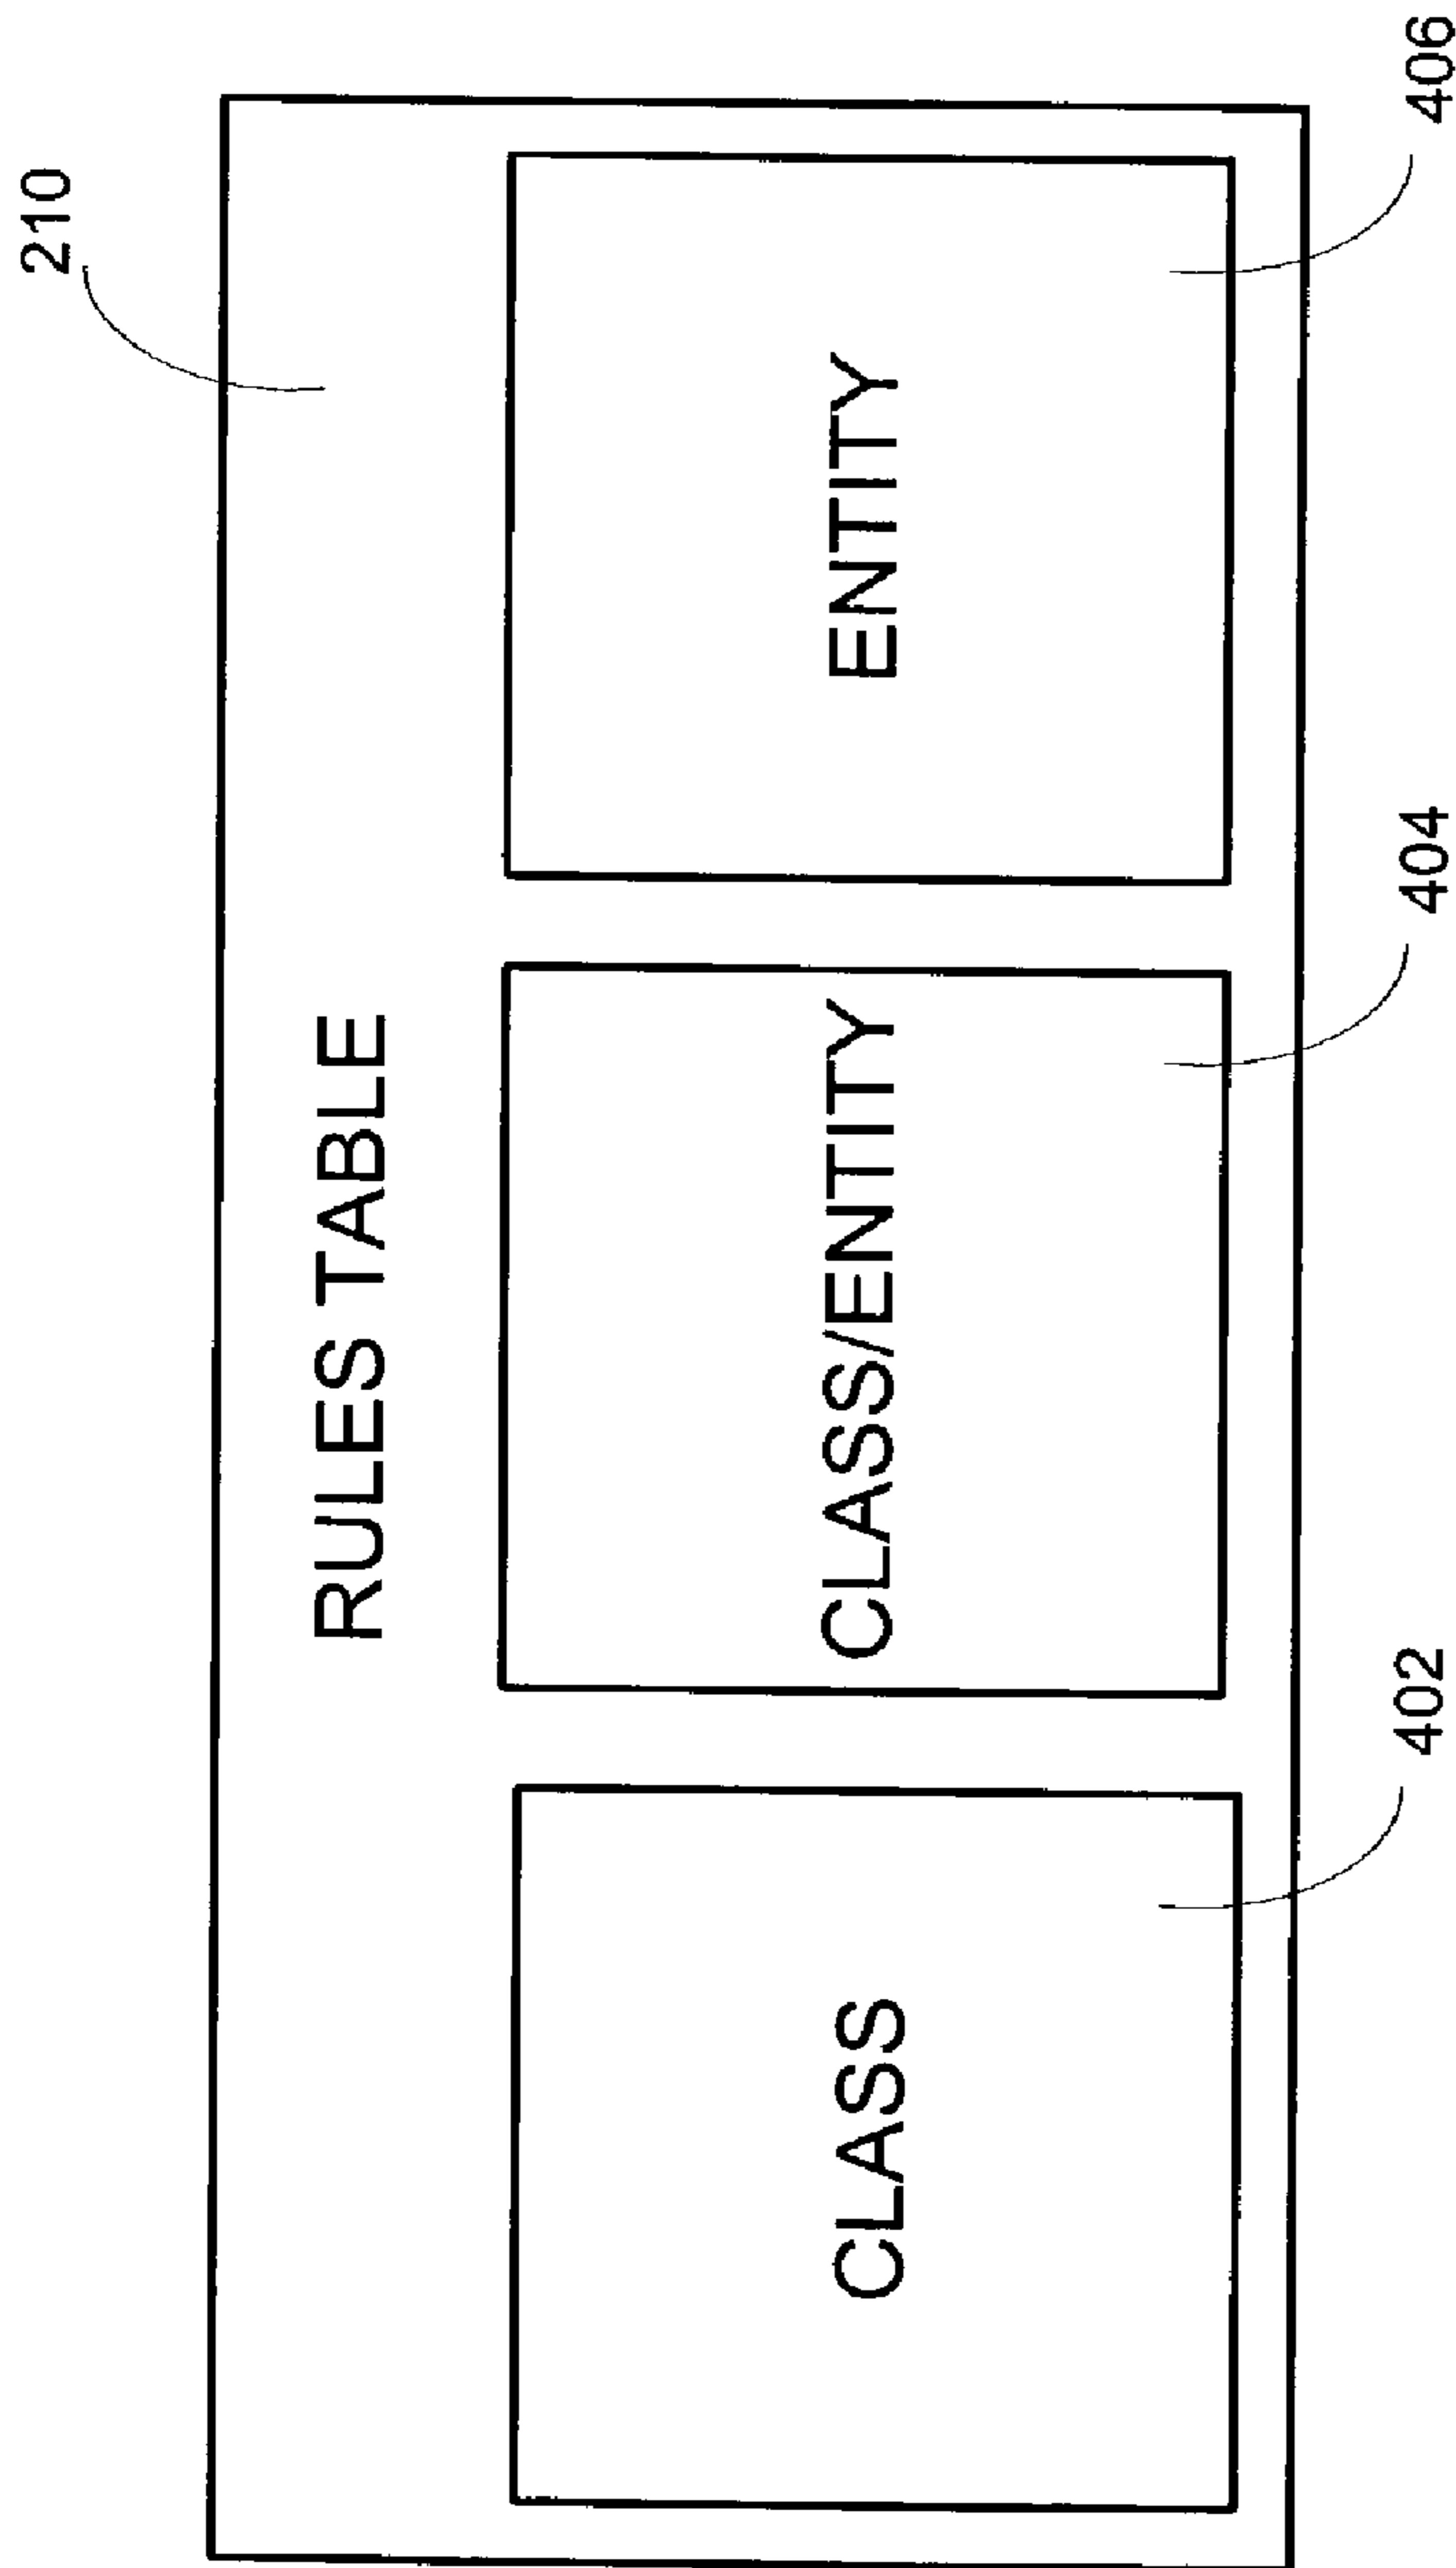 210
RULES TABLE
CLASS
CLASS/ENTITY
ENTITY
402
404
406